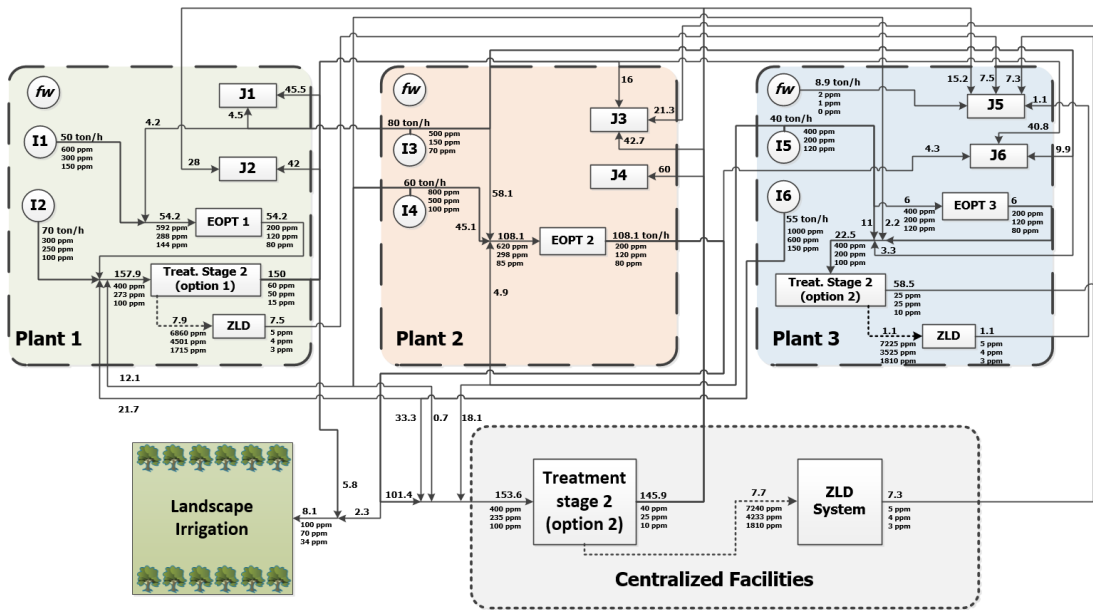 fw
J1
45.5
4.5
4.2
I1
50 ton/h
600 ppm
300 ppm
150 ppm
28
J2
42
I2
70 ton/h
300 ppm
250 ppm
100 ppm
54.2
592 ppm
288 ppm
144 ppm
EOPT 1
54.2
200 ppm
120 ppm
80 ppm
157.9
400 ppm
273 ppm
100 ppm
Treat. Stage 2
(option 1)
150
60 ppm
50 ppm
15 ppm
7.9
6860 ppm
4501 ppm
1715 ppm
ZLD
7.5
5 ppm
4 ppm
3 ppm
Plant 1
fw
16
J3
21.3
42.7
80 ton/h
I3
500 ppm
150 ppm
70 ppm
J4
60
60 ton/h
I4
800 ppm
500 ppm
100 ppm
58.1
45.1
108.1
620 ppm
298 ppm
85 ppm
EOPT 2
108.1 ton/h
200 ppm
120 ppm
80 ppm
4.9
Plant 2
fw
8.9 ton/h
2 ppm
1 ppm
0 ppm
15.2
7.5
7.3
J5
1.1
40 ton/h
I5
400 ppm
200 ppm
120 ppm
40.8
4.3
J6
9.9
I6
55 ton/h
1000 ppm
600 ppm
150 ppm
6
400 ppm
200 ppm
120 ppm
EOPT 3
6
200 ppm
120 ppm
80 ppm
11
2.2
3.3
22.5
400 ppm
200 ppm
100 ppm
Treat. Stage 2
(option 2)
58.5
25 ppm
25 ppm
10 ppm
1.1
7225 ppm
3525 ppm
1810 ppm
ZLD
1.1
5 ppm
4 ppm
3 ppm
Plant 3
12.1
21.7
33.3
0.7
18.1
Landscape
Irrigation
8.1
100 ppm
70 ppm
34 ppm
5.8
2.3
101.4
153.6
400 ppm
235 ppm
100 ppm
Treatment
stage 2
(option 2)
145.9
40 ppm
25 ppm
10 ppm
7.7
7240 ppm
4233 ppm
1810 ppm
ZLD
System
7.3
5 ppm
4 ppm
3 ppm
Centralized Facilities